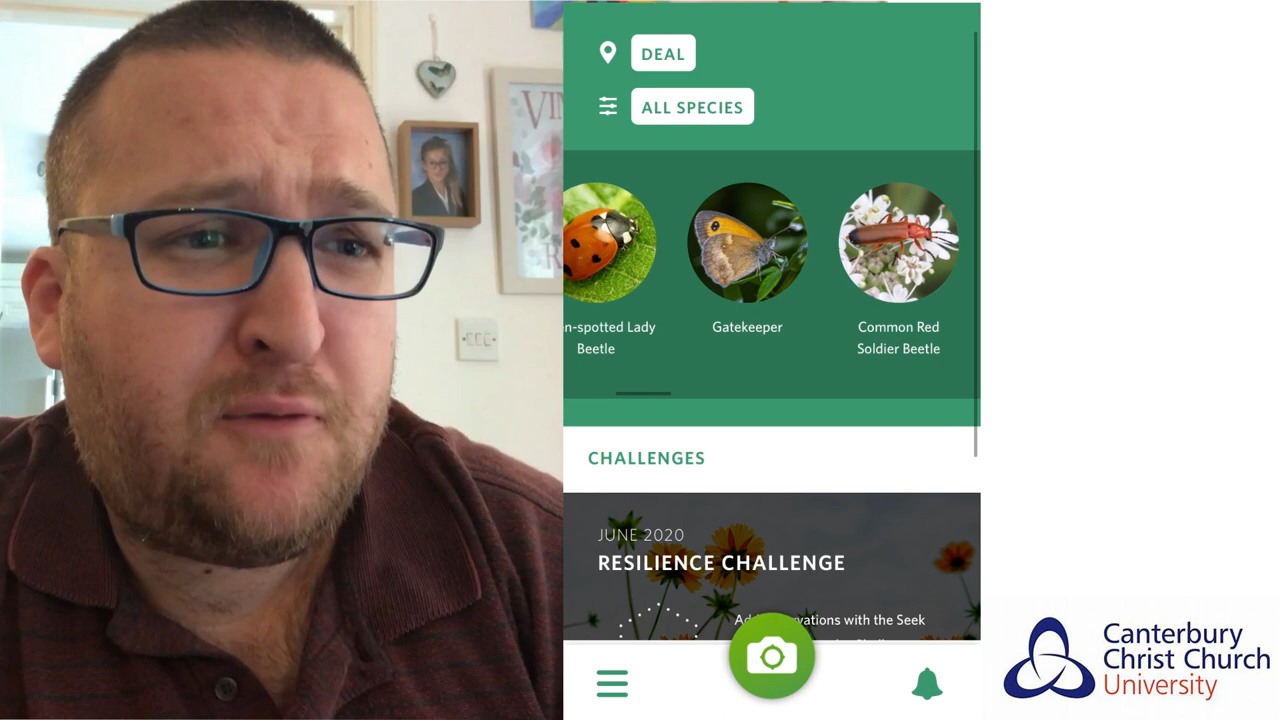 DEAL
ALL SPECIES
n-spotted Lady
Beetle
Gatekeeper
Common Red
Soldier Beetle
CHALLENGES
JUNE 2020
RESILIENCE CHALLENGE
with the Seek
VIN
R
Canterbury
Christ Church
University